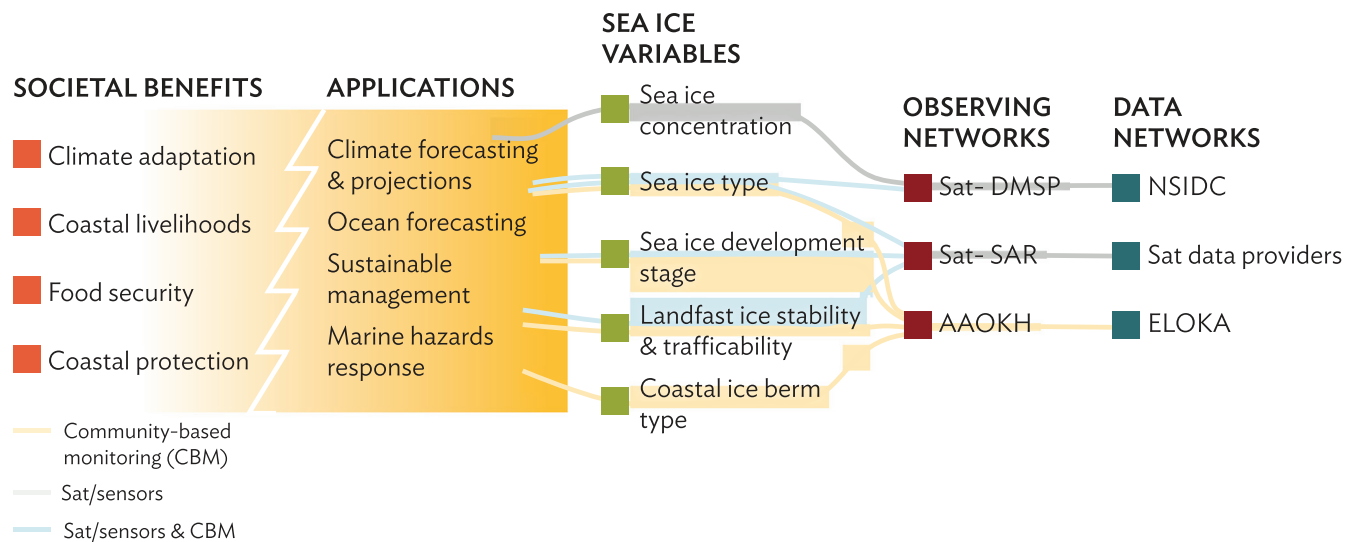 SEA ICE
VARIABLES
SOCIETAL BENEFITS
APPLICATIONS
OBSERVING
NETWORKS
DATA
NETWORKS
Climate adaptation
Coastal livelihoods
Food security
Coastal protection
Climate forecasting
& projections
Ocean forecasting
Sustainable
management
Marine hazards
response
Sea ice
concentration
Sea ice type
Sea ice development
stage
Landfast ice stability
& trafficability
Coastal ice berm
type
Sat- DMSP
Sat- SAR
AAOKH
NSIDC
Sat data providers
ELOKA
Community-based
monitoring (CBM)
Sat/sensors
Sat/sensors & CBM